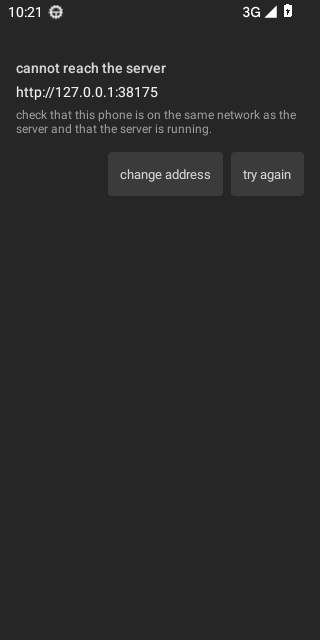 10:21
3G
cannot reach the server
http://127.0.0.1:38175
check that this phone is on the same network as the
server and that the server is running.
change address
try again